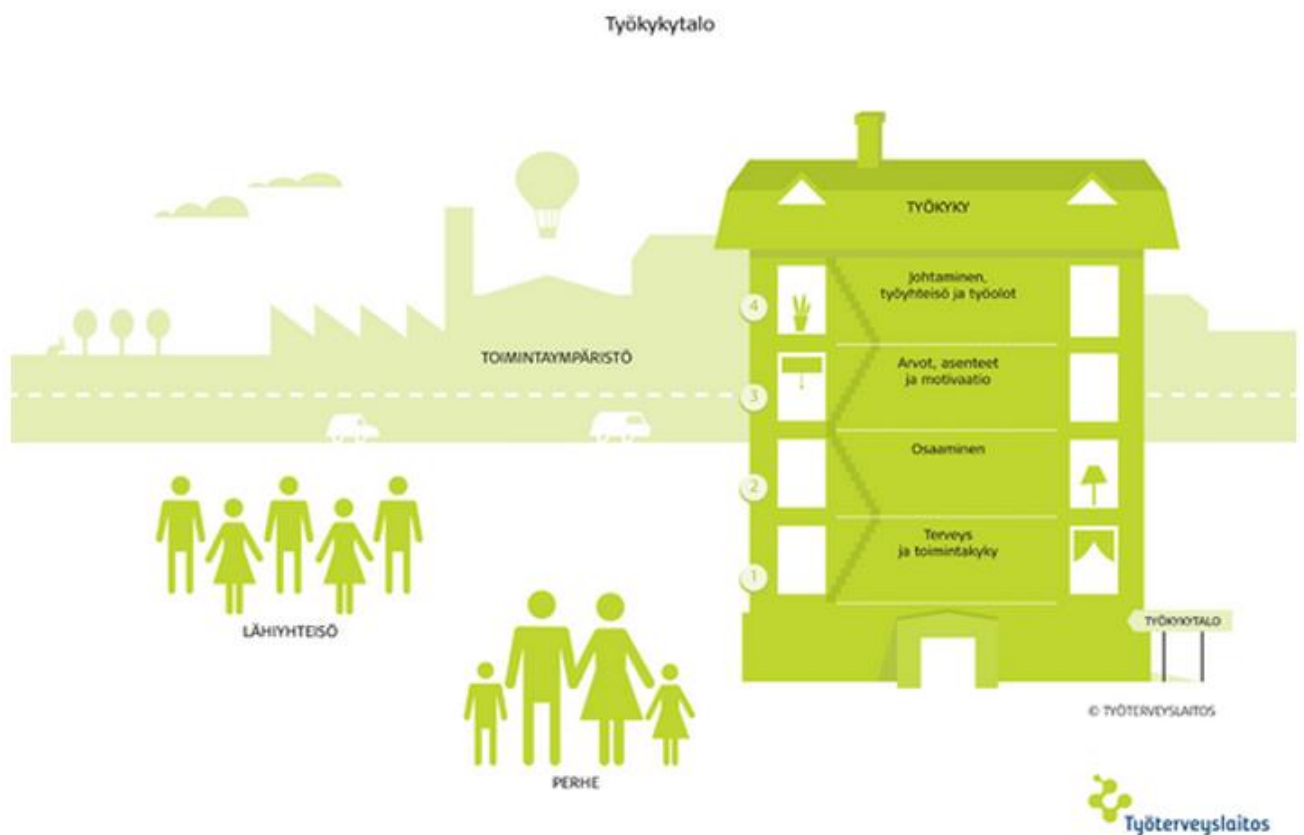 Työkykytalo
TYÖKYKY
4
Johtaminen,
työyhteisö ja työolot
3
Arvot, asenteet
ja motivaatio
2
Osaaminen
1
Terveys
ja toimintakyky
TOIMINTAYMPÄRISTÖ
LÄHIYHTEISÖ
PERHE
TYÖKYKYTALO
© TYÖTERVEYSLAITOS
Työterveyslaitos